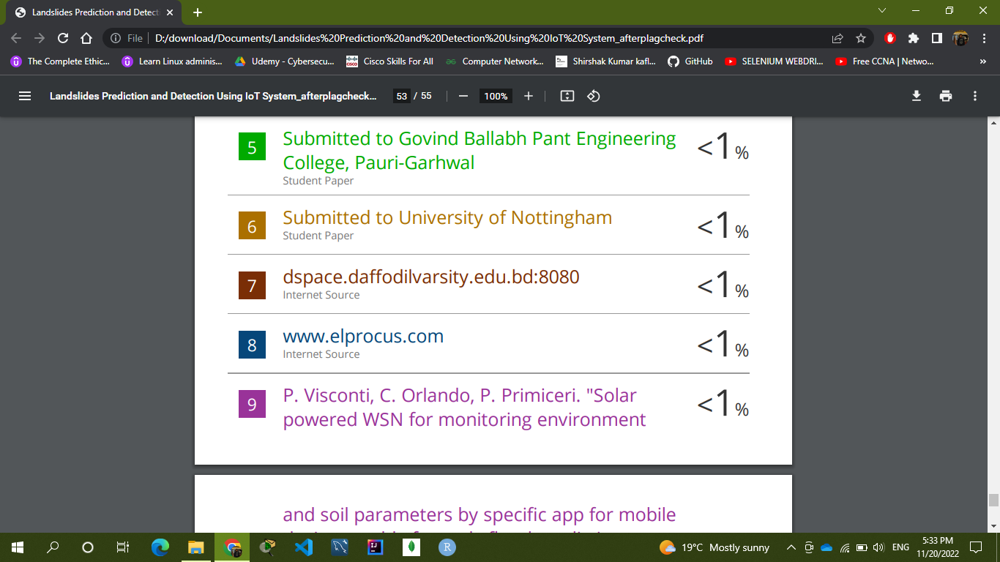 Landslides Prediction and Detect
File
D:/download/Documents/Landslides%20Prediction%20and%20Detection%20Using%20IoT%20System_afterplagcheck.pdf
The Complete Ethic...
Learn Linux adminis...
Udemy - Cybersecu...
Cisco Skills For All
Computer Network...
Shirshak Kumar kafl...
GitHub
SELENIUM WEBDRI...
Free CCNA | Netwo...
»
Landslides Prediction and Detection Using IoT System_afterplagcheck...
53 / 55
100%
5
Submitted to Govind Ballabh Pant Engineering
College, Pauri-Garhwal
Student Paper
<1%
6
Submitted to University of Nottingham
Student Paper
<1%
7
dspace.daffodilvarsity.edu.bd:8080
Internet Source
<1%
8
www.elprocus.com
Internet Source
<1%
9
P. Visconti, C. Orlando, P. Primiceri. "Solar
powered WSN for monitoring environment
<1%
and soil parameters by specific app for mobile
19°C Mostly sunny
ENG
5:33 PM
11/20/2022